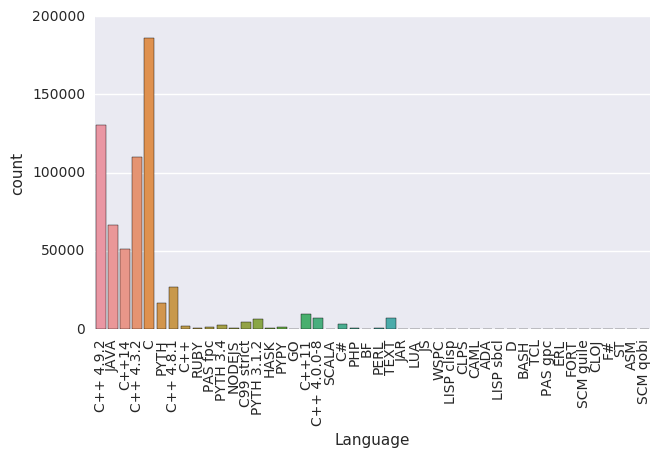 200000
150000
100000
50000
0
count
C++ 4.9.2
JAVA
C++14
C++ 4.3.2
C
PYTH
C++ 4.8.1
C++
RUBY
PAS fpc
PYTH 3.4
NODEJS
C99 strict
PYTH 3.1.2
HASK
PYPY
GO
C++11
C++ 4.0.0-8
SCALA
C#
PHP
BF
PERL
TEXT
JAR
LUA
JS
WSPC
LISP clisp
CLPS
CAML
ADA
LISP sbcl
D
BASH
TCL
PAS gpc
ERL
FORT
SCM guile
CLOJ
F#
ST
ASM
SCM qobi
Language